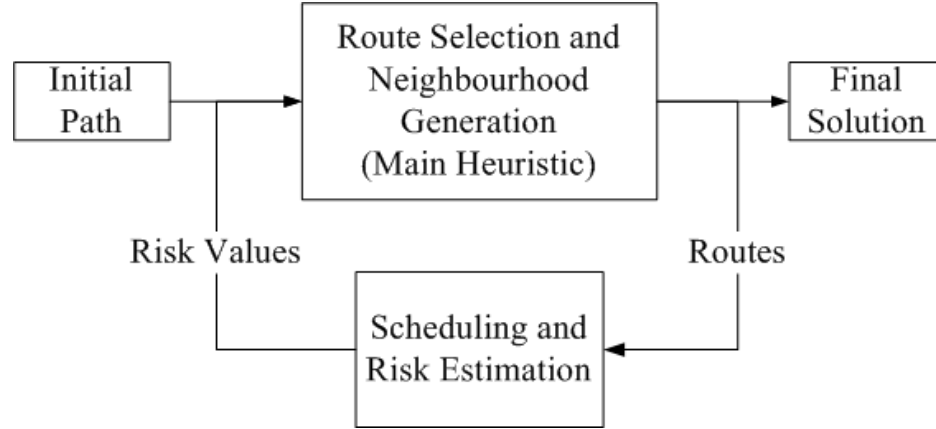 Initial
Path
Route Selection and
Neighbourhood
Generation
(Main Heuristic)
Final
Solution
Risk Values
Routes
Scheduling and
Risk Estimation